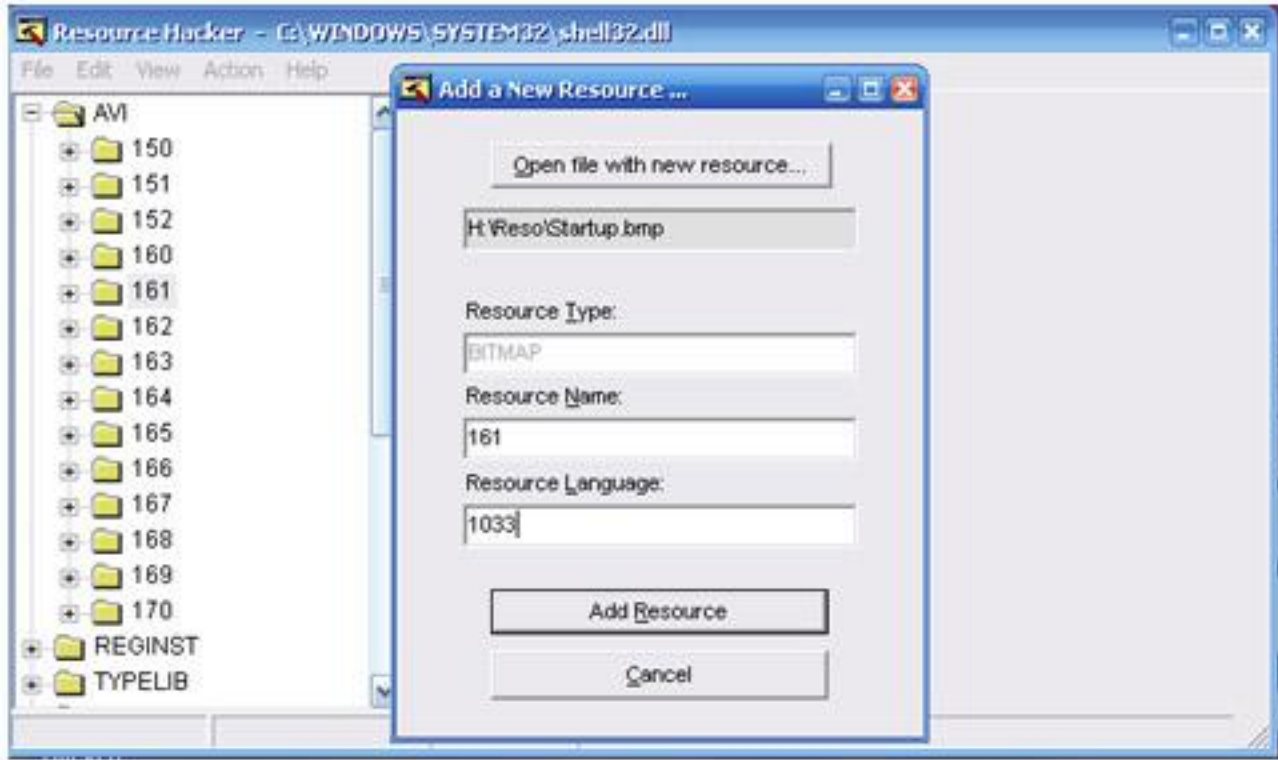 Resource Hacker - C:\WINDOWS\SYSTEM32\shell32.dll
File Edit View Action Help
AVI
150
151
152
160
161
162
163
164
165
166
167
168
169
170
REGINST
TYPELIB
Add a New Resource ...
Open file with new resource...
H:\Reso\Startup.bmp
Resource Type:
BITMAP
Resource Name:
161
Resource Language:
1033
Add Resource
Cancel